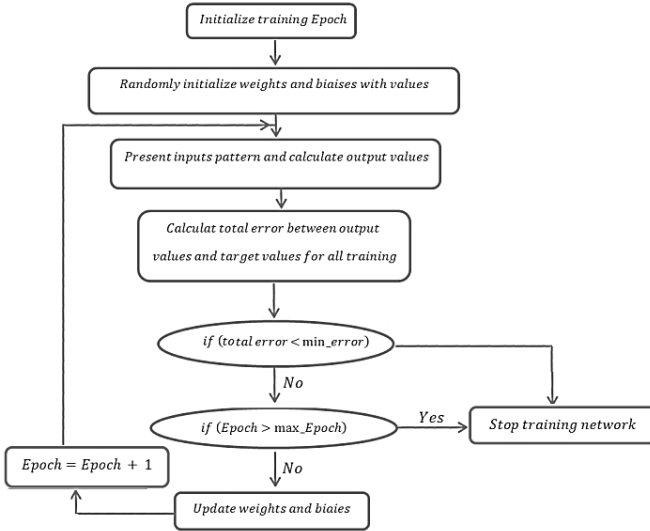 Initialize training Epoch
Randomly initialize weights and biaises with values
Present inputs pattern and calculate output values
Calculat total error between output
values and target values for all training
if (total error < min_error)
No
if (Epoch > max_Epoch)
Yes
Stop training network
No
Epoch = Epoch + 1
Update weights and biaies